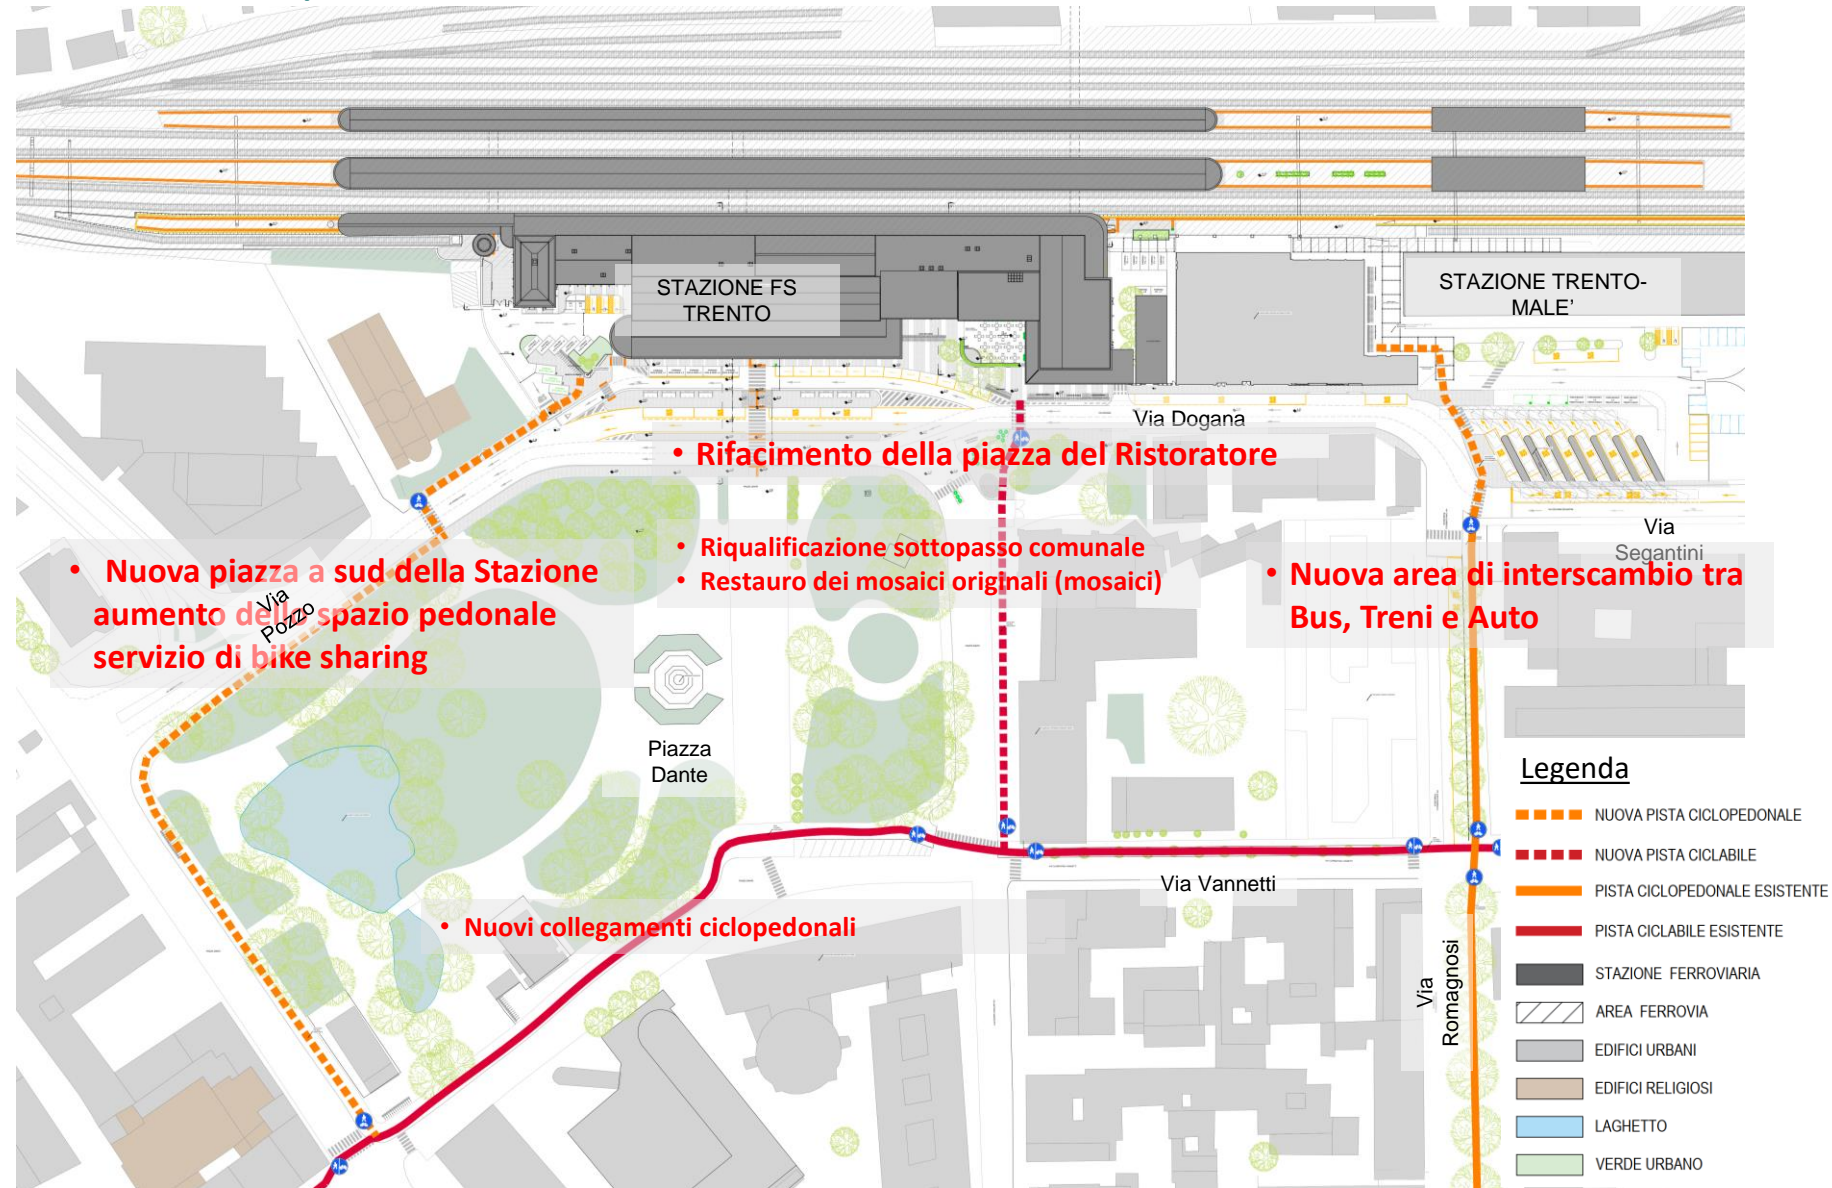 STAZIONE FS
TRENTO
STAZIONE TRENTO-
MALE’
Via Dogana
• Rifacimento della piazza del Ristoratore
Via
Segantini
• Riqualificazione sottopasso comunale
• Restauro dei mosaici originali (mosaici)
• Nuova piazza a sud della Stazione
aumento dello spazio pedonale
servizio di bike sharing
Via
Pozzo
• Nuova area di interscambio tra
Bus, Treni e Auto
Piazza
Dante
Via Vannetti
• Nuovi collegamenti ciclopedonali
Via
Romagnosi
Legenda
NUOVA PISTA CICLOPEDONALE
NUOVA PISTA CICLABILE
PISTA CICLOPEDONALE ESISTENTE
PISTA CICLABILE ESISTENTE
STAZIONE FERROVIARIA
AREA FERROVIA
EDIFICI URBANI
EDIFICI RELIGIOSI
LAGHETTO
VERDE URBANO